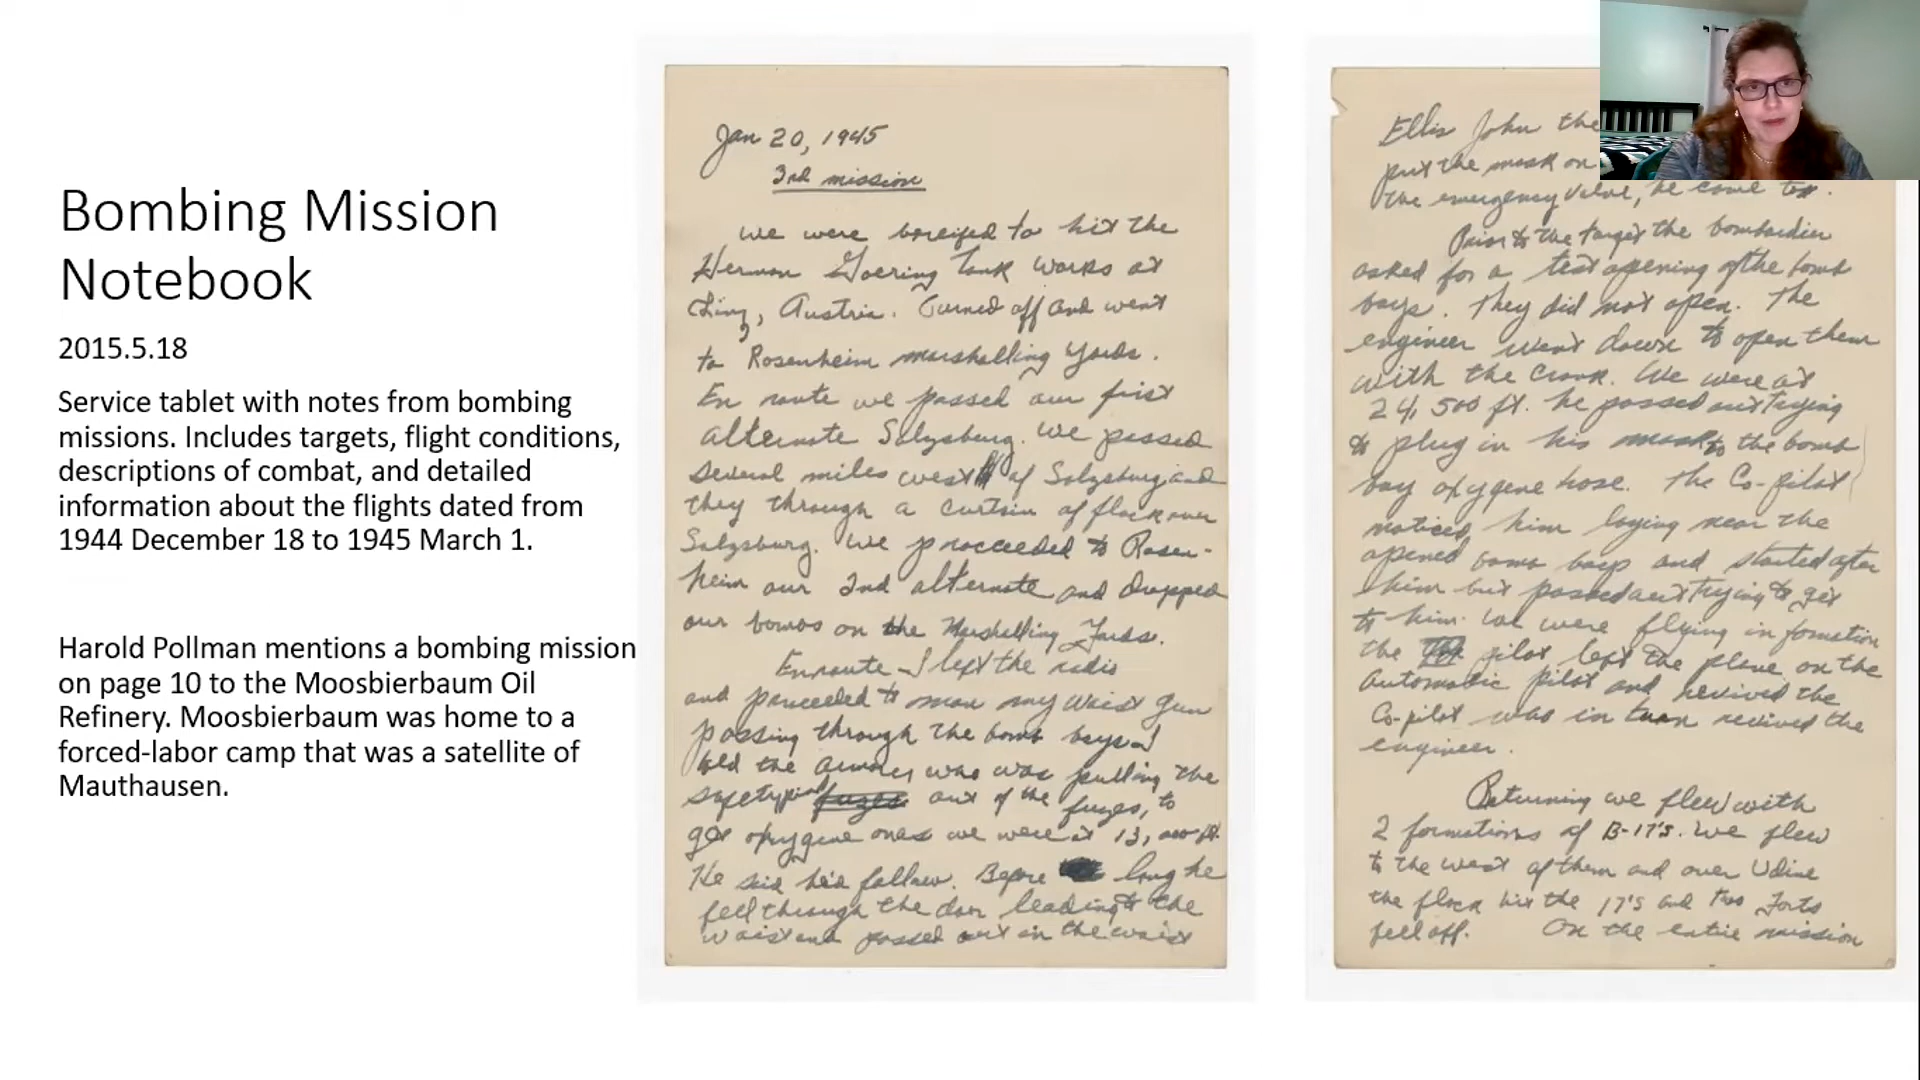 Bombing Mission
Notebook
2015.5.18
Service tablet with notes from bombing
missions. Includes targets, flight conditions,
descriptions of combat, and detailed
information about the flights dated from
1944 December 18 to 1945 March 1.
Harold Pollman mentions a bombing mission
on page 10 to the Moosbierbaum Oil
Refinery. Moosbierbaum was home to a
forced-labor camp that was a satellite of
Mauthausen.
Jan 20, 1945
3rd mission
We were to hit the
Herman Goering Tank Works at
Linz, Austria. Turned off and went
to Rosenheim marshalling yards.
En route we passed our first
alternate Salzsburg. We passed
several miles west of Salzsburg and
they through a curtain of flack over
Salzsburg. We proceeded to Rosen-
heim our 2nd alternate and dropped
our bombs on the Marshalling Yards.
Enroute I left the radio
and proceeded to man my waist gun
passing through the bomb bays I
told the who was pulling the
safety out of the fuzes, to
get oxygene ones we were at 13,
He said he'd follow. Before long he
fell through the door leading to the
waist and passed out in the waist
Ellis John the
put the mask on
the emergency valve, he come to.
Prior to the target the bombardier
asked for a test opening of the bomb
bays. They did not open. The
engineer went down to open them
with the crank. We were at
24,500 ft. he passed out trying
to plug in his mask to the bomb
bay oxygene hose. The Co-pilot
noticed him laying near the
opened bomb bays and started after
him but passed out trying to get
to him. We were flying in fomation
the pilot left the plane on the
automatic pilot and revived the
Co-pilot who in turn revived the
engineer.
Returning we flew with
2 formations of B-17's. We flew
to the west of them and over Udine
the flack hit the 17's and two Forts
fell off. On the entire mission